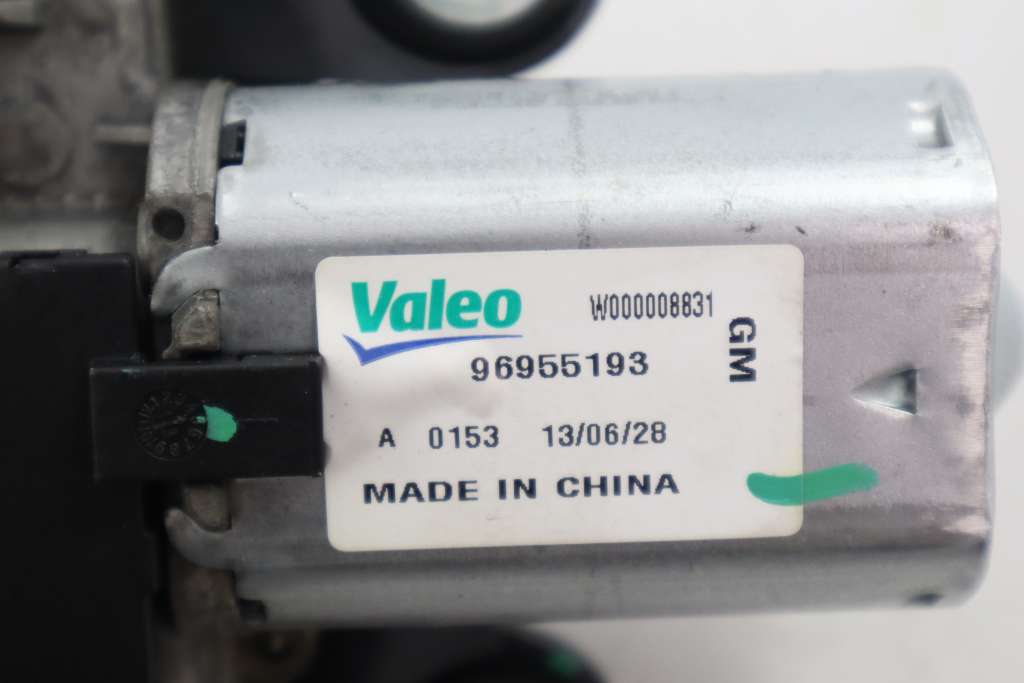 Valeo
W000008831
96955193
GM
A 0153 13/06/28
MADE IN CHINA